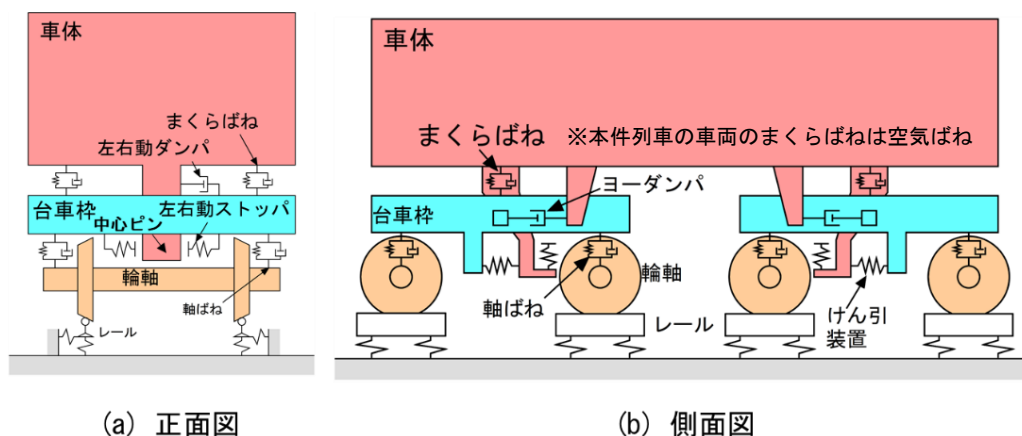 車体
まくらばね
左右動ダンパ
台車枠
左右動ストッパ
中心ピン
輪軸
軸ばね
レール
(a) 正面図
車体
まくらばね ※本件列車の車両のまくらばねは空気ばね
ヨーダンパ
台車枠
輪軸
軸ばね
レール
けん引
装置
(b) 側面図